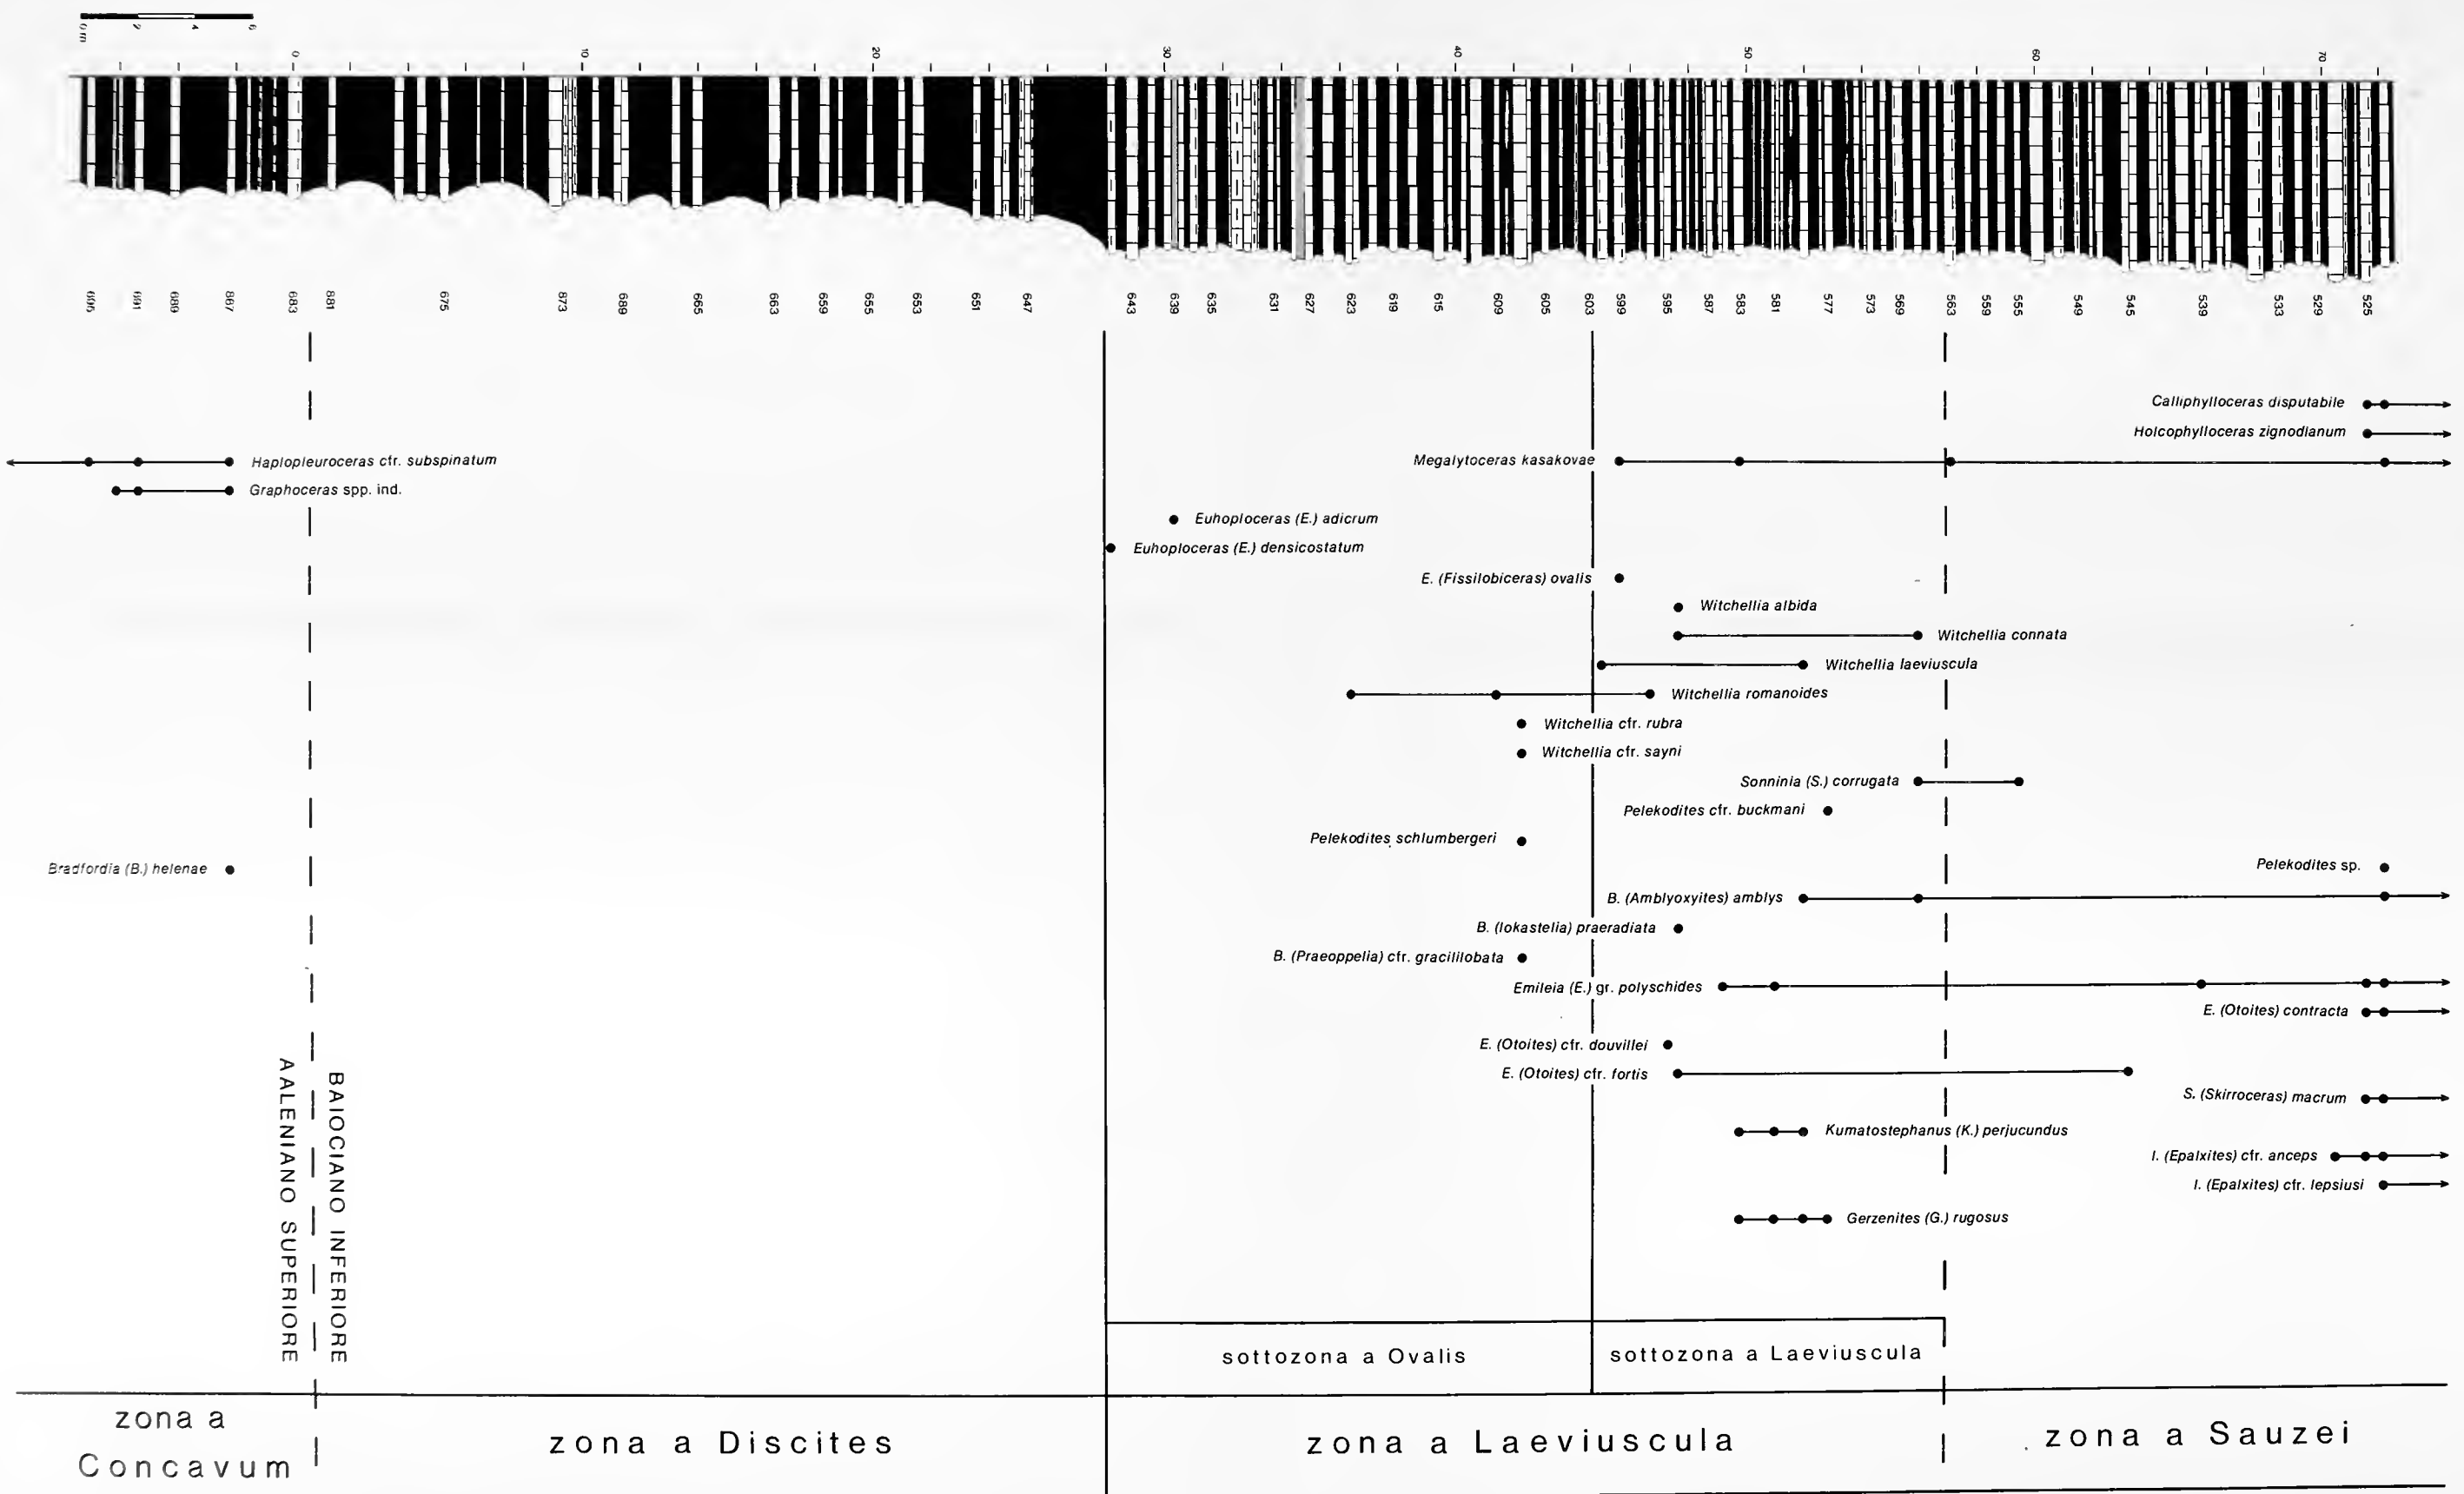 0 m 2 4 6
0 10 20 30 40 50 60 70
695 691 689 867 683 881 675 873 689 665 663 659 655 653 651 647 643 639 635 631 627 623 619 615 609 605 603 599 595 587 583 581 577 573 569 563 559 555 549 545 539 533 529 525
Calliphylloceras disputabile
Holcophylloceras zignodianum
Haplopleuroceras cfr. subspinatum
Megalytoceras kasakovae
Graphoceras spp. ind.
Euhoploceras (E.) adicrum
Euhoploceras (E.) densicostatum
E. (Fissilobiceras) ovalis
Witchellia albida
Witchellia connata
Witchellia laeviuscula
Witchellia romanoides
Witchellia cfr. rubra
Witchellia cfr. sayni
Sonninia (S.) corrugata
Pelekodites cfr. buckmani
Pelekodites schlumbergeri
Bradfordia (B.) helenae
Pelekodites sp.
B. (Amblyoxyites) amblys
B. (Iokastelia) praeradiata
B. (Praeoppelia) cfr. gracililobata
Emileia (E.) gr. polyschides
E. (Otoites) contracta
E. (Otoites) cfr. douvillei
E. (Otoites) cfr. fortis
S. (Skirroceras) macrum
Kumatostephanus (K.) perjucundus
I. (Epalxites) cfr. anceps
I. (Epalxites) cfr. lepsiusi
Gerzenites (G.) rugosus
AALENIANO SUPERIORE
BAIOCIANO INFERIORE
sottozona a Ovalis
sottozona a Laeviuscula
zona a
Concavum
zona a Discites
zona a Laeviuscula
zona a Sauzei